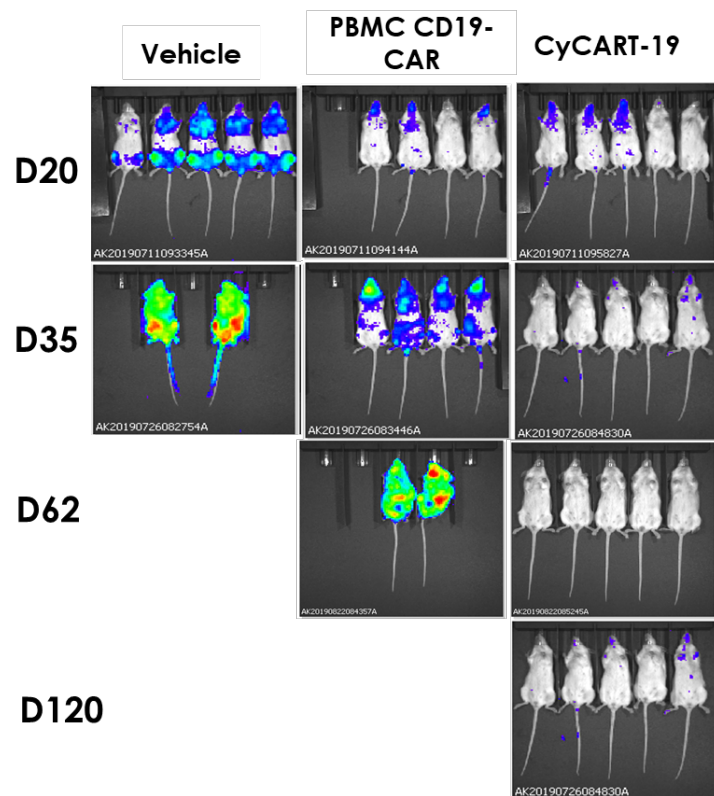 Vehicle
PBMC CD19-
CAR
CyCART-19
D20
AK20190711093345A
AK20190711094144A
AK20190711095827A
D35
AK20190726082754A
AK20190726083446A
AK20190726084830A
D62
AK20190822084357A
AK20190822085245A
D120
AK20190726084830A